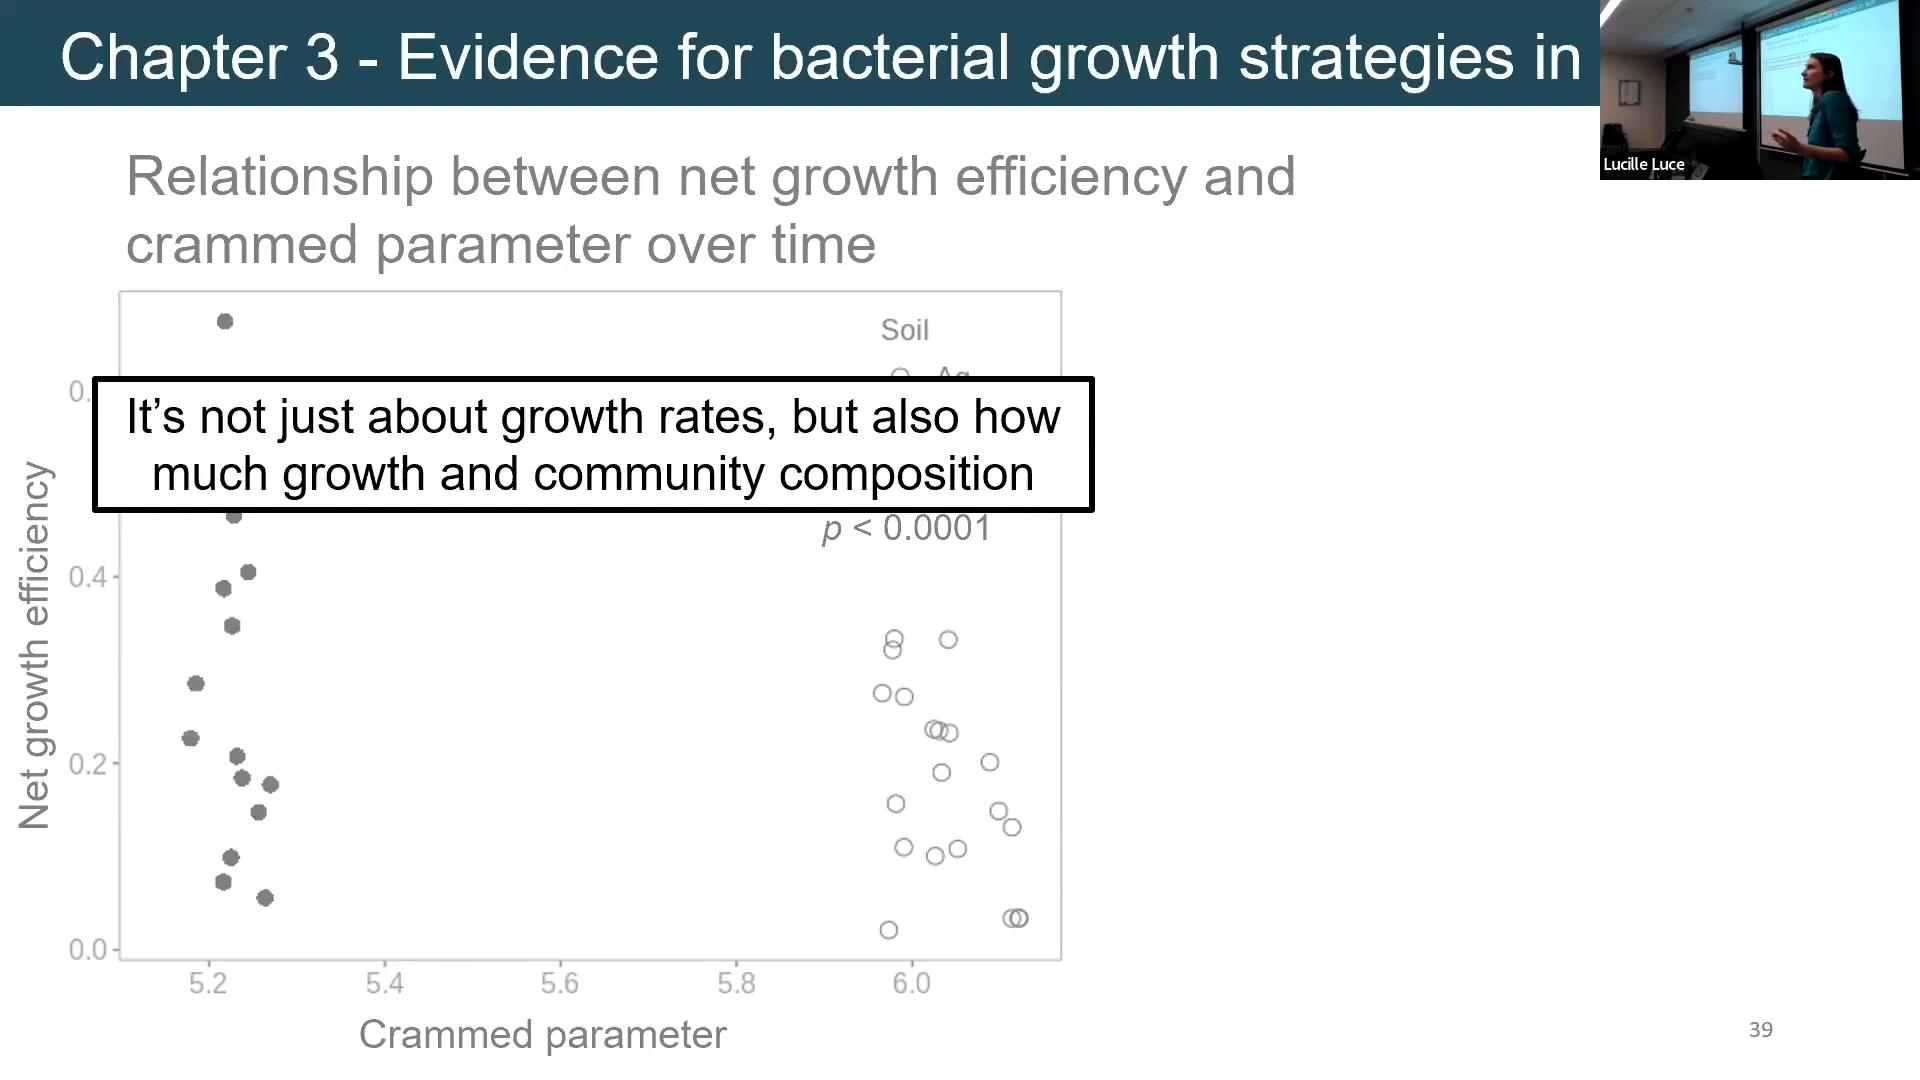 Chapter 3 - Evidence for bacterial growth strategies in
Lucille Luce
Relationship between net growth efficiency and
crammed parameter over time
Soil
Ag
It’s not just about growth rates, but also how
much growth and community composition
p < 0.0001
Net growth efficiency
0.
0.4
0.2
0.0
5.2 5.4 5.6 5.8 6.0
Crammed parameter
39